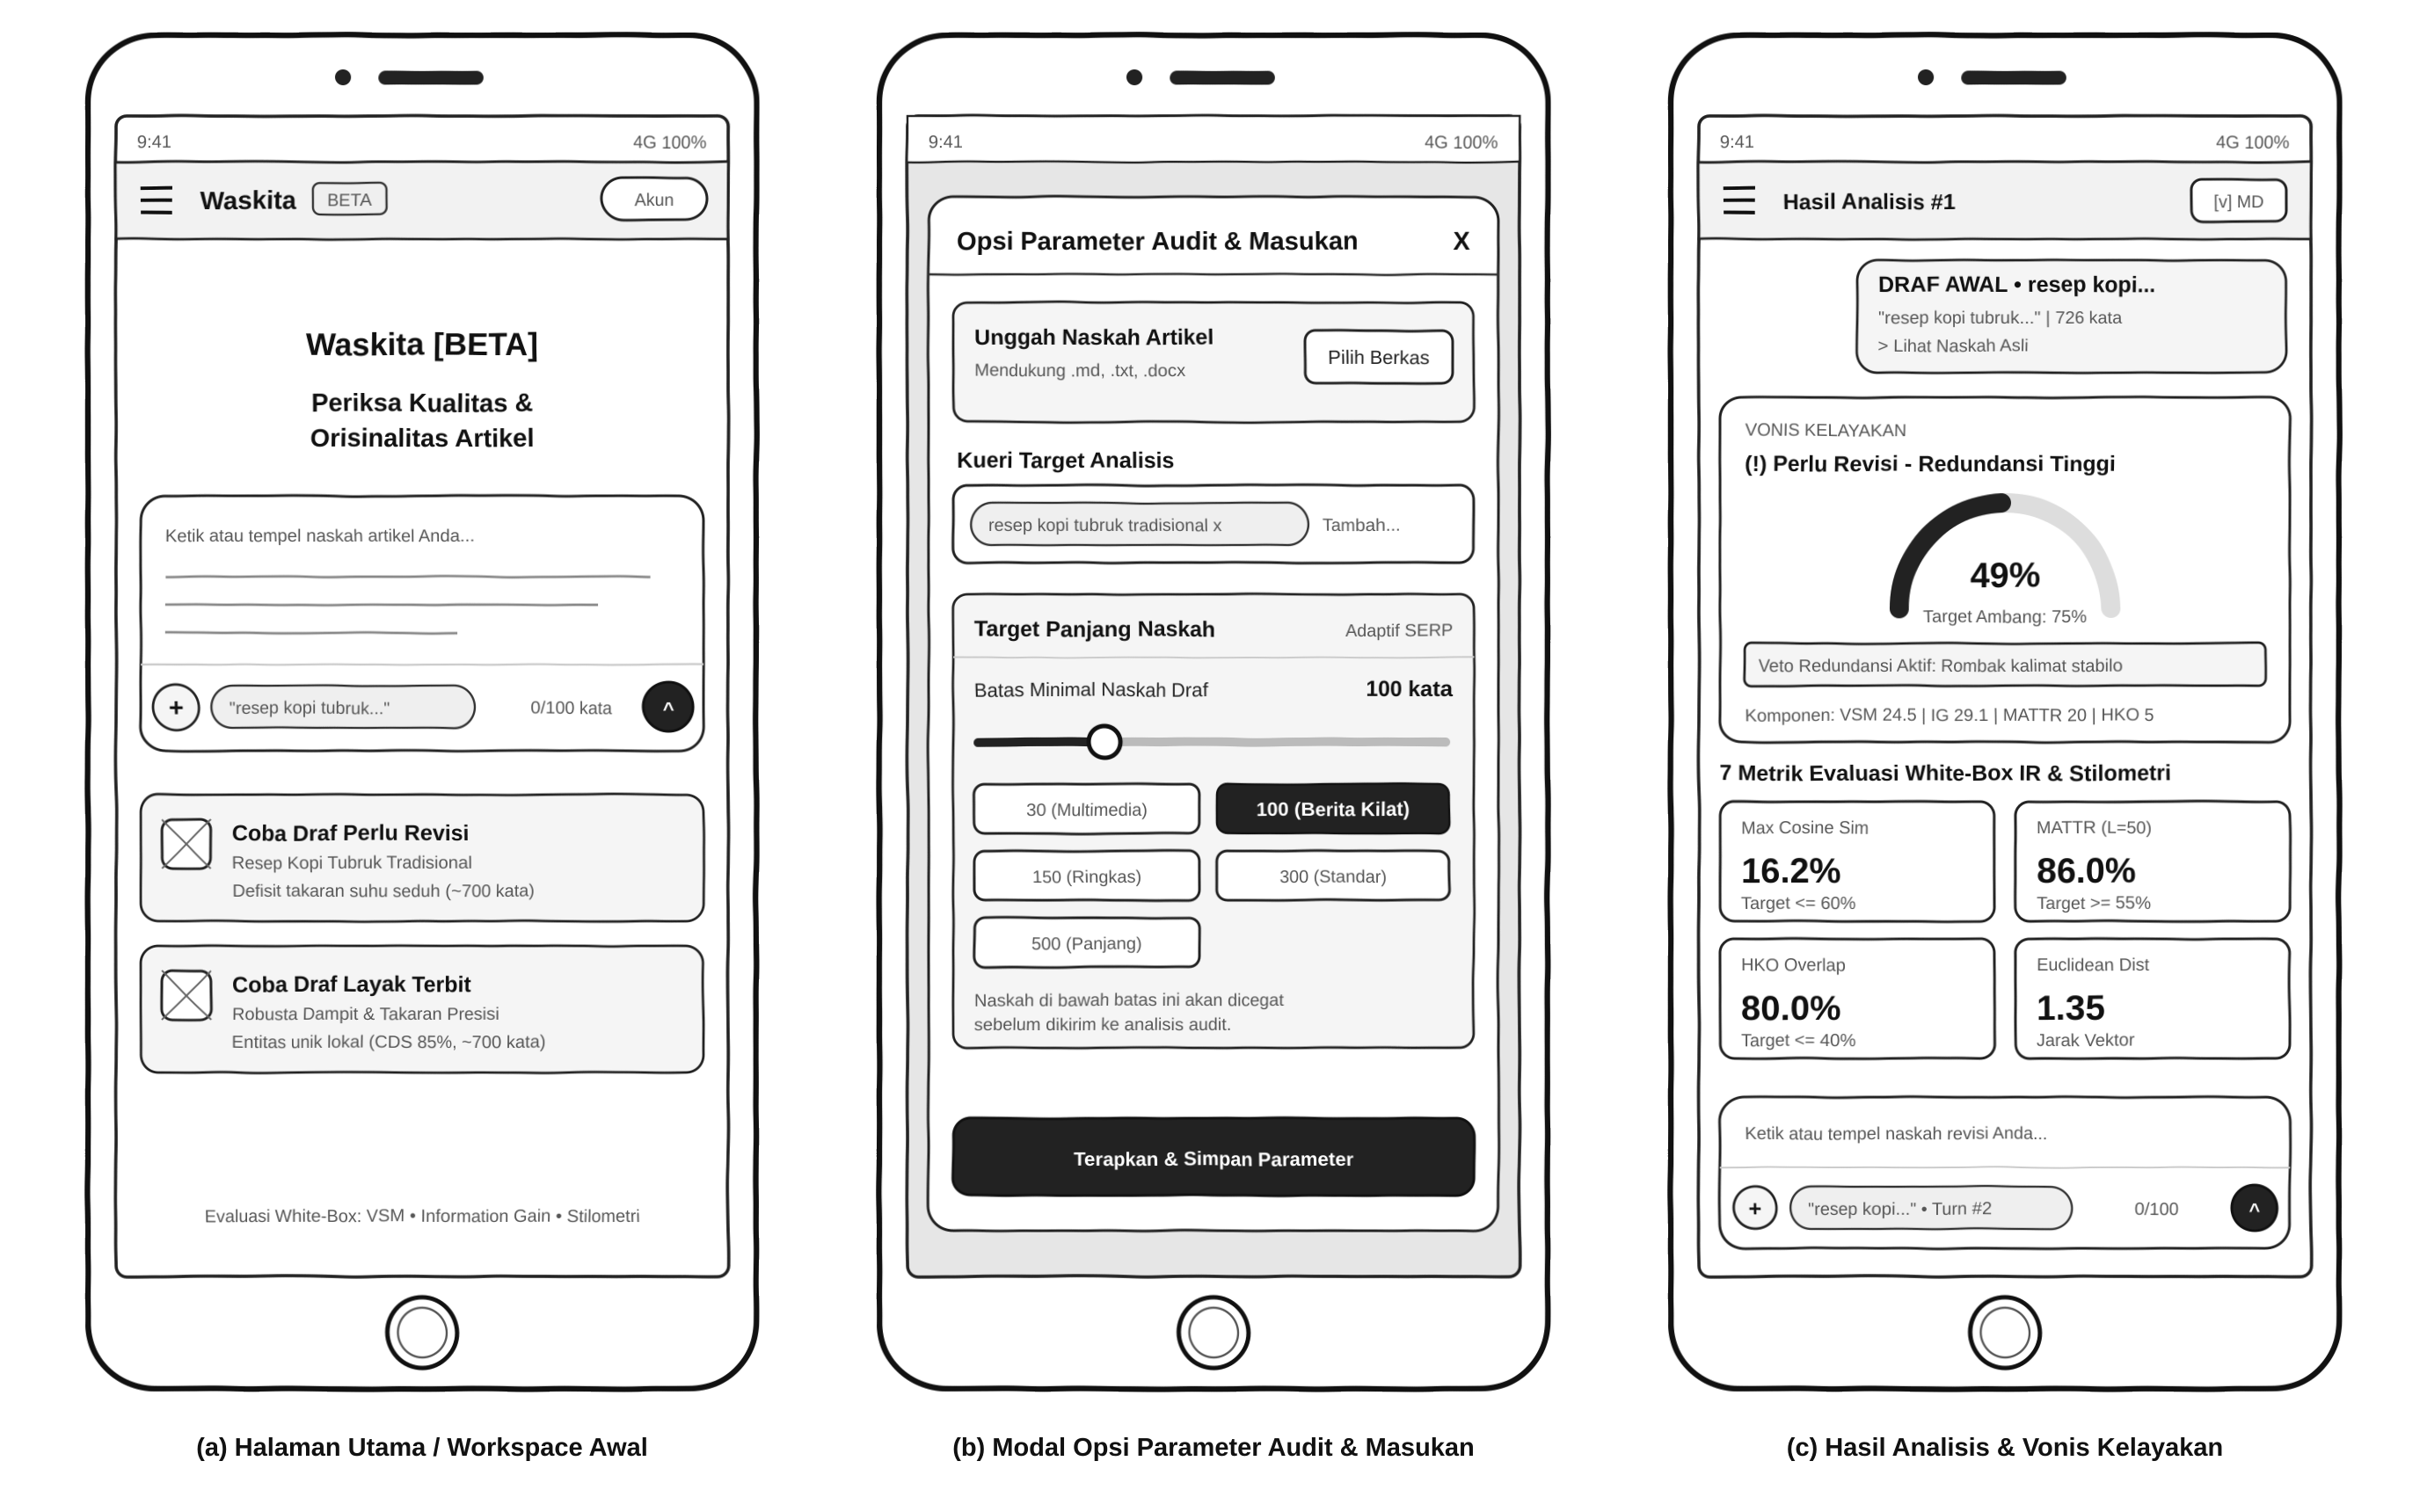 9:41
4G 100%
Waskita
BETA
Akun
Waskita [BETA]
Periksa Kualitas &
Orisinalitas Artikel
Ketik atau tempel naskah artikel Anda...
+
"resep kopi tubruk..."
0/100 kata
^
Coba Draf Perlu Revisi
Resep Kopi Tubruk Tradisional
Defisit takaran suhu seduh (~700 kata)
Coba Draf Layak Terbit
Robusta Dampit & Takaran Presisi
Entitas unik lokal (CDS 85%, ~700 kata)
Evaluasi White-Box: VSM • Information Gain • Stilometri
(a) Halaman Utama / Workspace Awal
9:41
4G 100%
Opsi Parameter Audit & Masukan
X
Unggah Naskah Artikel
Mendukung .md, .txt, .docx
Pilih Berkas
Kueri Target Analisis
resep kopi tubruk tradisional x
Tambah...
Target Panjang Naskah
Adaptif SERP
Batas Minimal Naskah Draf
100 kata
30 (Multimedia)
100 (Berita Kilat)
150 (Ringkas)
300 (Standar)
500 (Panjang)
Naskah di bawah batas ini akan dicegat
sebelum dikirim ke analisis audit.
Terapkan & Simpan Parameter
(b) Modal Opsi Parameter Audit & Masukan
9:41
4G 100%
Hasil Analisis #1
[v] MD
DRAF AWAL • resep kopi...
"resep kopi tubruk..." | 726 kata
> Lihat Naskah Asli
VONIS KELAYAKAN
(!) Perlu Revisi - Redundansi Tinggi
49%
Target Ambang: 75%
Veto Redundansi Aktif: Rombak kalimat stabilo
Komponen: VSM 24.5 | IG 29.1 | MATTR 20 | HKO 5
7 Metrik Evaluasi White-Box IR & Stilometri
Max Cosine Sim
16.2%
Target <= 60%
MATTR (L=50)
86.0%
Target >= 55%
HKO Overlap
80.0%
Target <= 40%
Euclidean Dist
1.35
Jarak Vektor
Ketik atau tempel naskah revisi Anda...
+
"resep kopi..." • Turn #2
0/100
^
(c) Hasil Analisis & Vonis Kelayakan